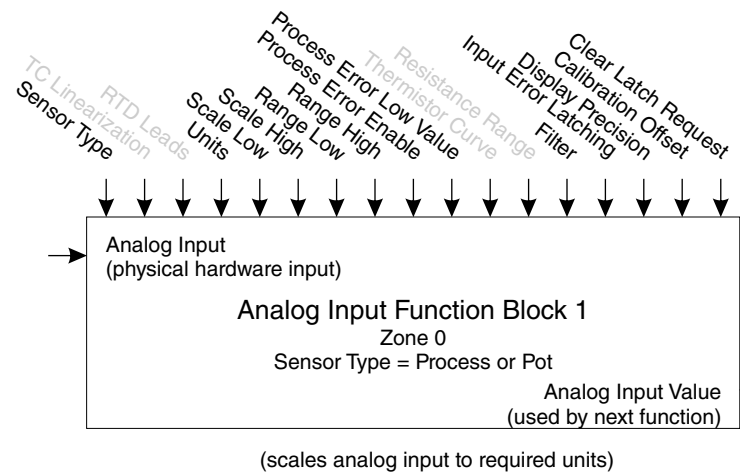 Sensor Type
TC Linearization
RTD Leads
Units
Scale Low
Scale High
Range Low
Range High
Process Error Enable
Process Error Low Value
Thermistor Curve
Resistance Range
Filter
Input Error Latching
Display Precision
Calibration Offset
Clear Latch Request
Analog Input
(physical hardware input)
Analog Input Function Block 1
Zone 0
Sensor Type = Process or Pot
Analog Input Value
(used by next function)
(scales analog input to required units)